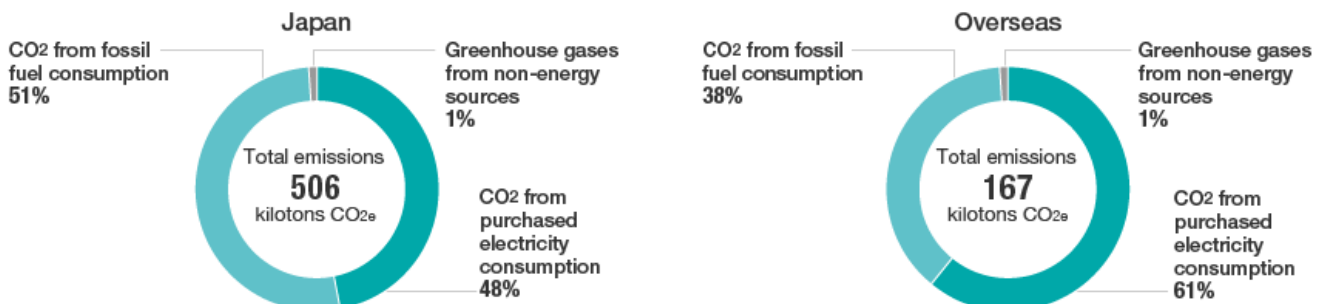 Japan
CO2 from fossil
fuel consumption
51%
Greenhouse gases
from non-energy
sources
1%
Total emissions
506
kilotons CO2e
CO2 from
purchased
electricity
consumption
48%
Overseas
CO2 from fossil
fuel consumption
38%
Greenhouse gases
from non-energy
sources
1%
Total emissions
167
kilotons CO2e
CO2 from
purchased
electricity
consumption
61%